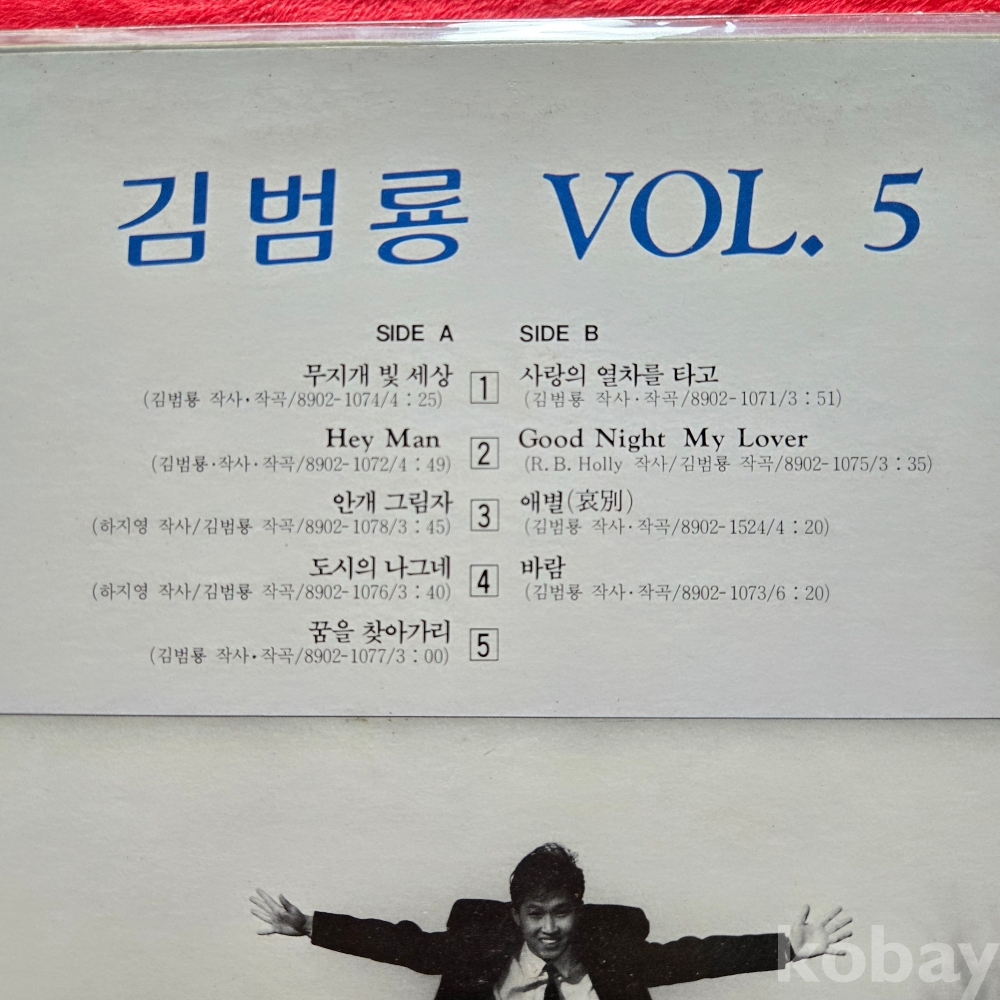 김범룡 VOL. 5
SIDE A
무지개 빛 세상
(김범룡 작사·작곡/8902-1074/4 : 25)
1
Hey Man
(김범룡·작사·작곡/8902-1072/4 : 49)
2
안개 그림자
(하지영 작사/김범룡 작곡/8902-1078/3 : 45)
3
도시의 나그네
(하지영 작사/김범룡 작곡/8902-1076/3 : 40)
4
꿈을 찾아가리
(김범룡 작사·작곡/8902-1077/3 : 00)
5
SIDE B
사랑의 열차를 타고
(김범룡 작사·작곡/8902-1071/3 : 51)
Good Night My Lover
(R. B. Holly 작사/김범룡 작곡/8902-1075/3 : 35)
애별(哀別)
(김범룡 작사·작곡/8902-1524/4 : 20)
바람
(김범룡 작사·작곡/8902-1073/6 : 20)
kobay